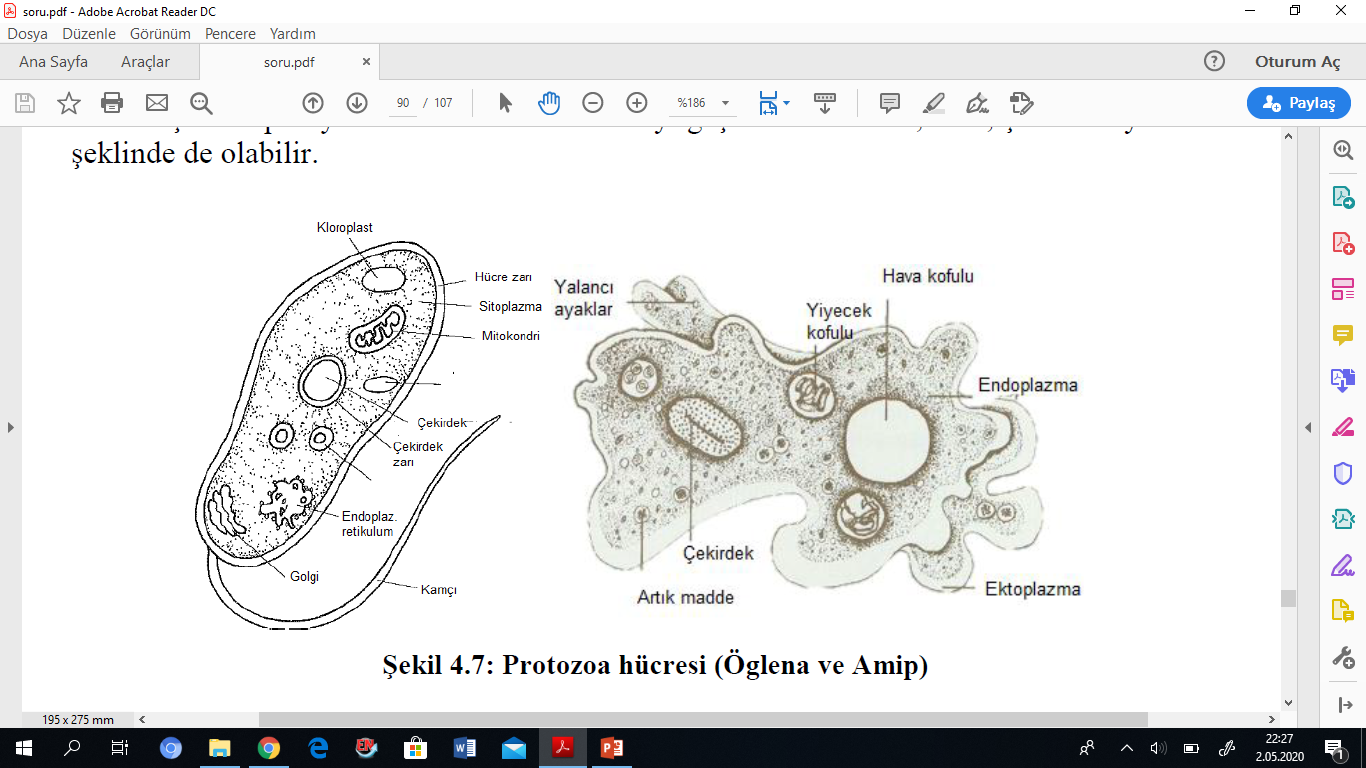 soru.pdf - Adobe Acrobat Reader DC
Dosya Düzenle Görünüm Pencere Yardım
Ana Sayfa Araçlar soru.pdf × ? Oturum Aç
90 / 107 %186 Paylaş
şeklinde de olabilir.
Kloroplast
Hücre zarı
Sitoplazma
Mitokondri
Çekirdek
Çekirdek
zarı
Endoplaz.
retikulum
Golgi
Kamçı
Yalancı
ayaklar
Hava kofulu
Yiyecek
kofulu
Endoplazma
Çekirdek
Artık madde
Ektoplazma
Şekil 4.7: Protozoa hücresi (Öglena ve Amip)
195 x 275 mm
22:27
2.05.2020
1